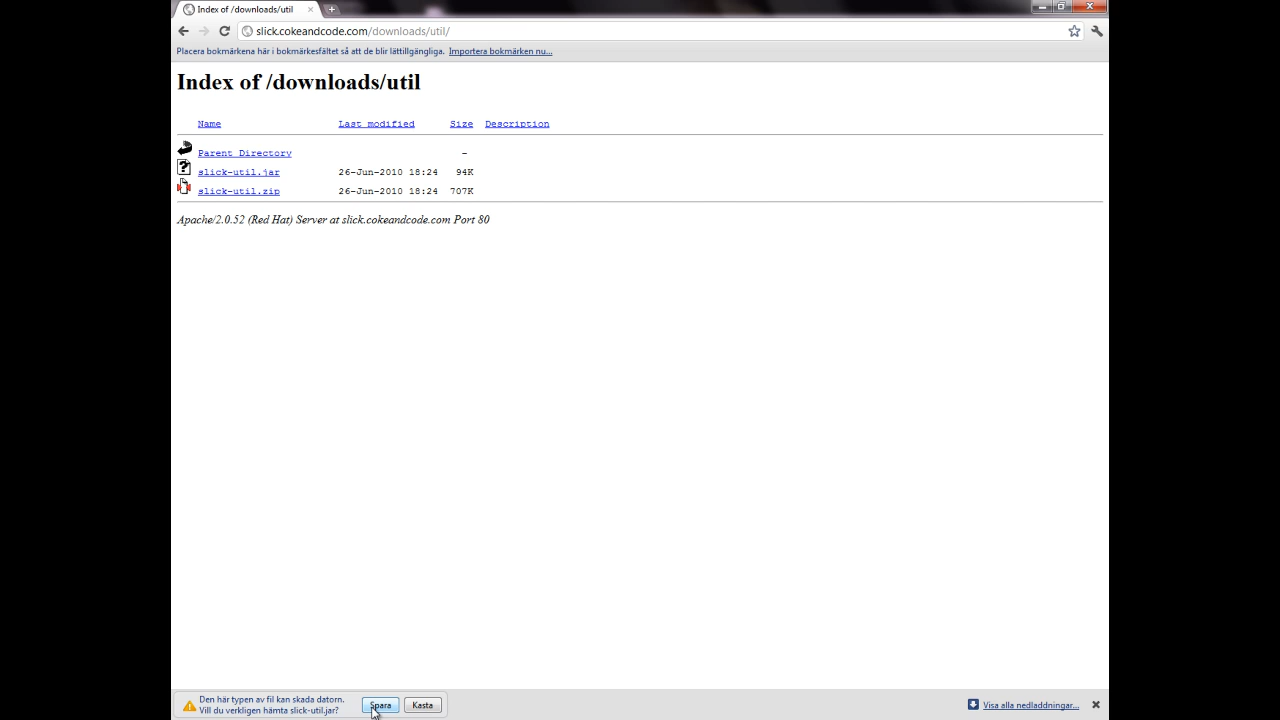 Index of /downloads/util
slick.cokeandcode.com/downloads/util/
Placera bokmärkena här i bokmärkesfältet så att de blir lättillgängliga. Importera bokmärken nu...
Index of /downloads/util
Name Last modified Size Description
Parent Directory -
slick-util.jar 26-Jun-2010 18:24 94K
slick-util.zip 26-Jun-2010 18:24 707K
Apache/2.0.52 (Red Hat) Server at slick.cokeandcode.com Port 80
Den här typen av fil kan skada datorn.
Vill du verkligen hämta slick-util.jar?
Spara Kasta
Visa alla nedladdningar...